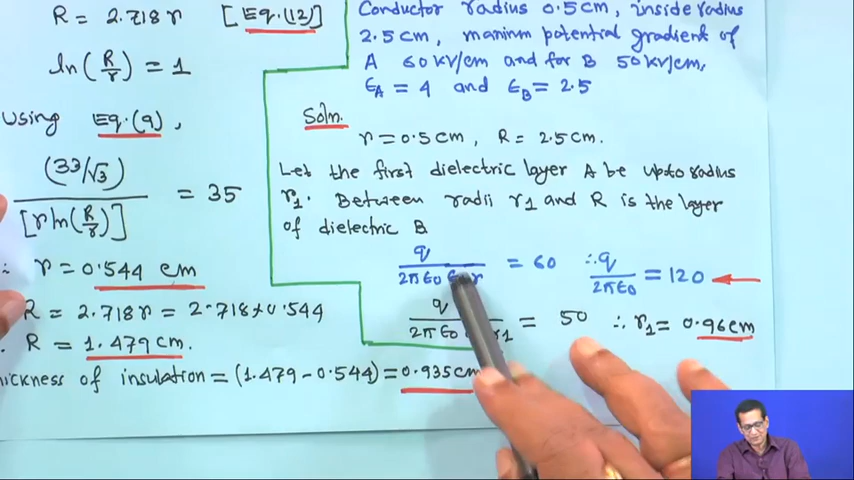 R = 2.718 r [Eq.(12)]
ln(R/r) = 1
Using Eq.(9),
(33/√3) / [r ln(R/r)] = 35
r = 0.544 cm
R = 2.718 r = 2.718 x 0.544
R = 1.479 cm.
hickness of insulation = (1.479 - 0.544) = 0.935 cm
Conductor radius 0.5 cm, inside radius
2.5 cm, maximum potential gradient of
A 60 kV/cm and for B 50 kV/cm,
ϵA = 4 and ϵB = 2.5
Soln.
r = 0.5 cm, R = 2.5 cm.
Let the first dielectric layer A be upto radius
r1. Between radii r1 and R is the layer
of dielectric B
q / 2πϵ0 = 60 ∴ q / 2πϵ0 = 120
q / 2πϵ0 r1 = 50 ∴ r1 = 0.96 cm